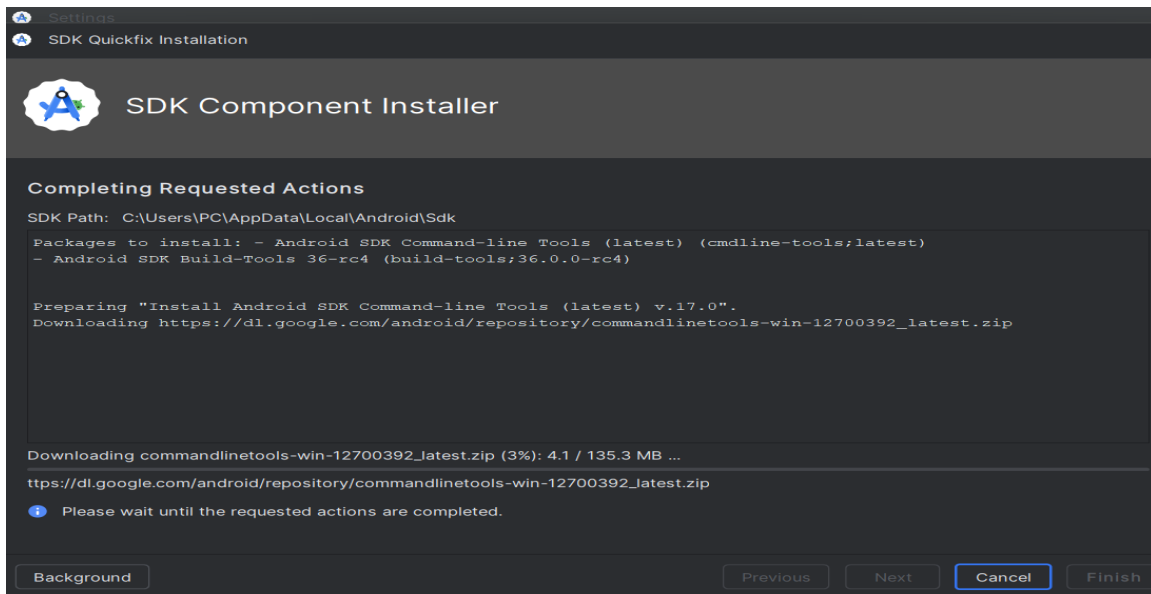 Settings
SDK Quickfix Installation
SDK Component Installer
Completing Requested Actions
SDK Path: C:\Users\PC\AppData\Local\Android\Sdk
Packages to install: - Android SDK Command-line Tools (latest) (cmdline-tools;latest)
- Android SDK Build-Tools 36-rc4 (build-tools;36.0.0-rc4)
Preparing "Install Android SDK Command-line Tools (latest) v.17.0".
Downloading https://dl.google.com/android/repository/commandlinetools-win-12700392_latest.zip
Downloading commandlinetools-win-12700392_latest.zip (3%): 4.1 / 135.3 MB ...
ttps://dl.google.com/android/repository/commandlinetools-win-12700392_latest.zip
Please wait until the requested actions are completed.
Background Previous Next Cancel Finish